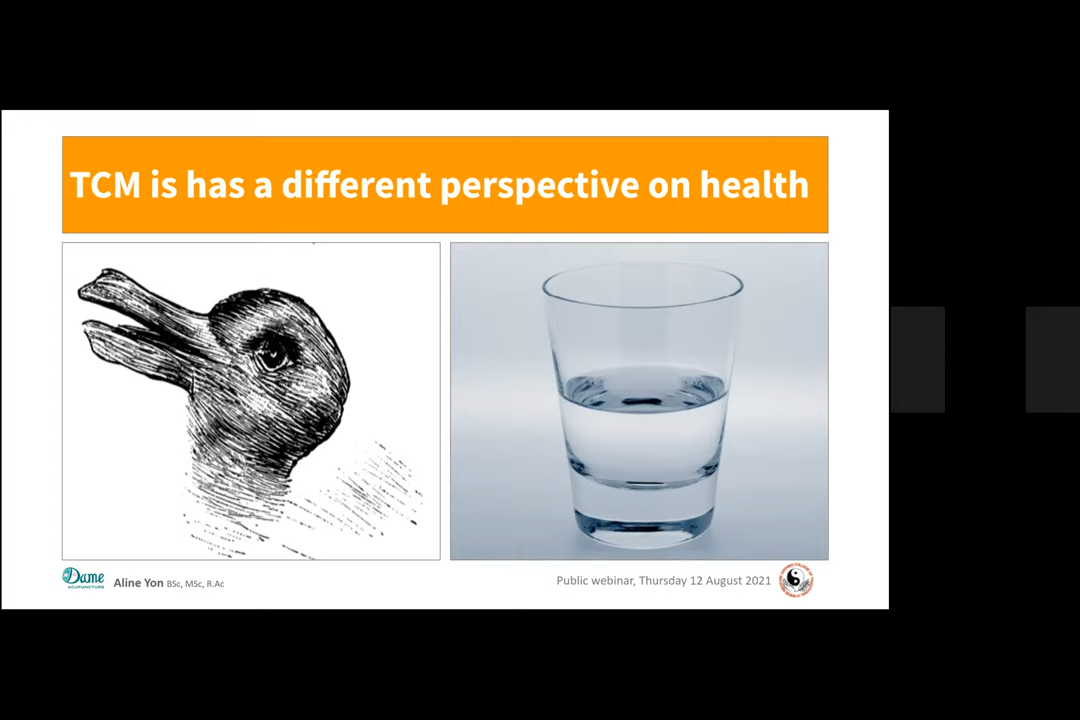 TCM is has a different perspective on health
Dame
ACUPUNCTURE
Aline Yon BSc, MSc, R.Ac
Public webinar, Thursday 12 August 2021